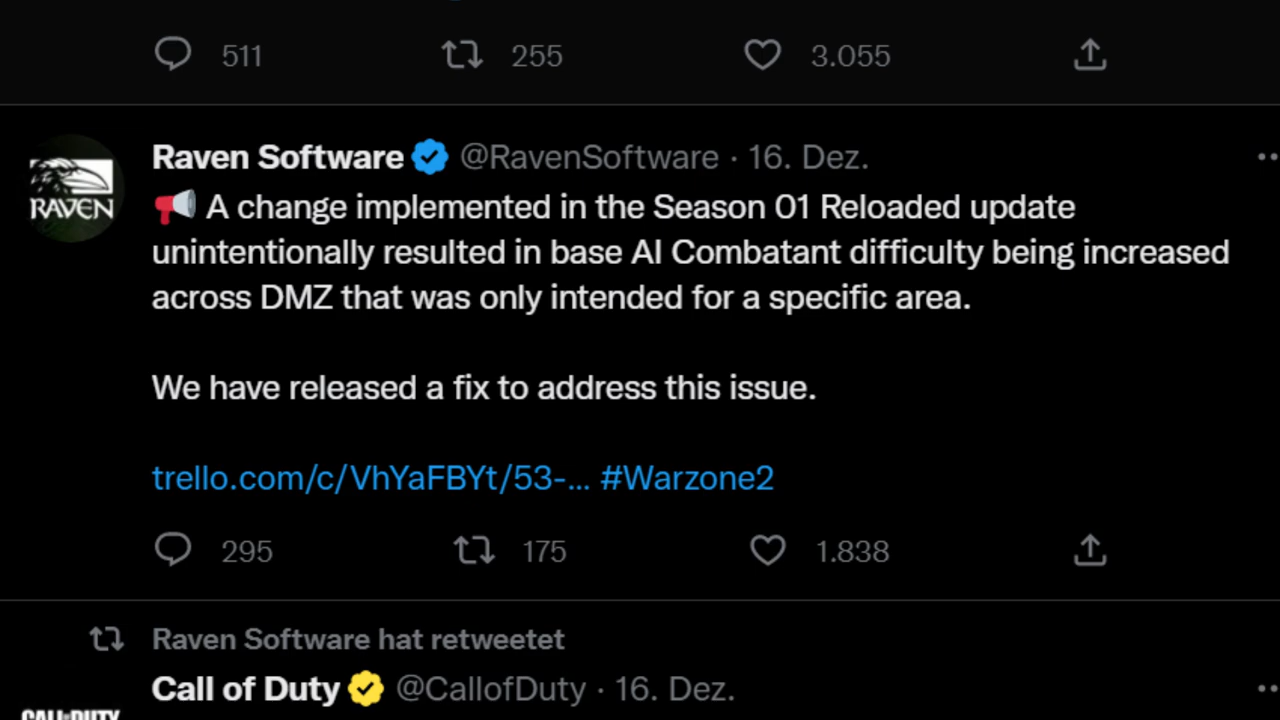 511 255 3.055
Raven Software @RavenSoftware · 16. Dez.
RAVEN
A change implemented in the Season 01 Reloaded update
unintentionally resulted in base AI Combatant difficulty being increased
across DMZ that was only intended for a specific area.
We have released a fix to address this issue.
trello.com/c/VhYaFBYt/53-... #Warzone2
295 175 1.838
Raven Software hat retweetet
Call of Duty @CallofDuty · 16. Dez.
CALL OF DUTY